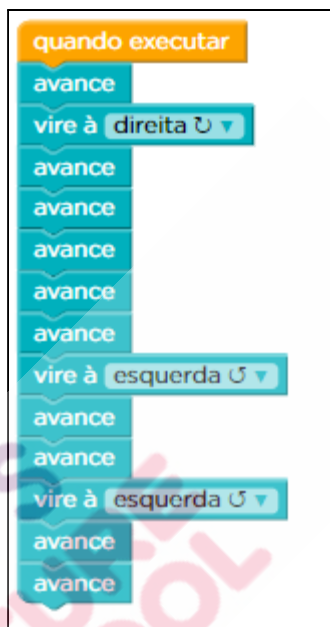 quando executar
avance
vire à direita ↻ ▼
avance
avance
avance
avance
avance
vire à esquerda ↺ ▼
avance
avance
vire à esquerda ↺ ▼
avance
avance